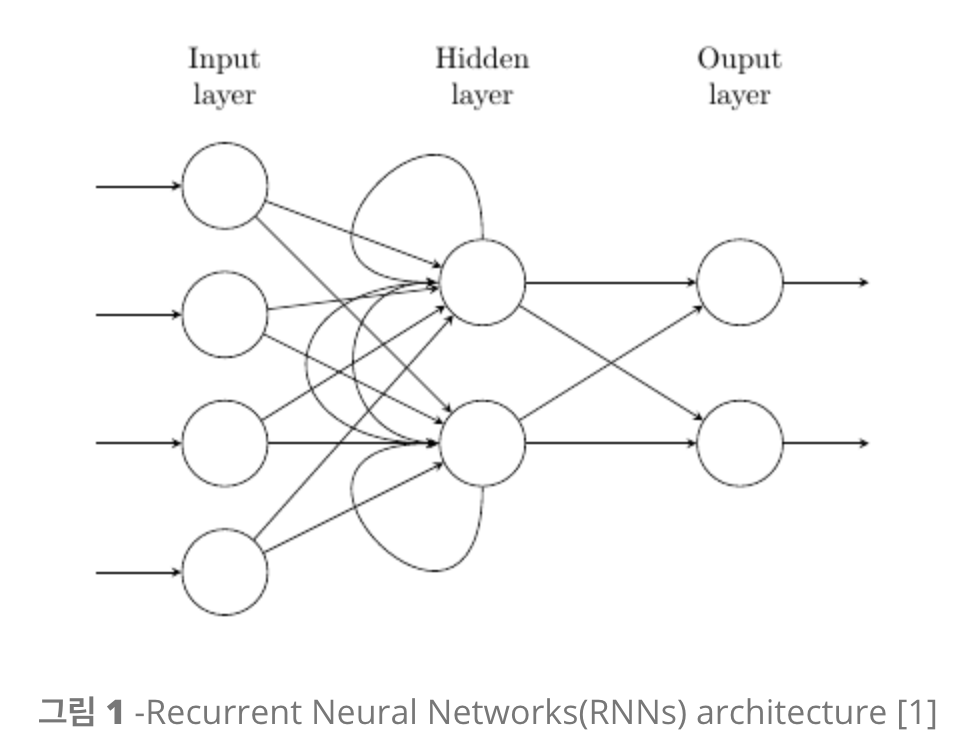 Input
layer
Hidden
layer
Ouput
layer
그림 1 -Recurrent Neural Networks(RNNs) architecture [1]